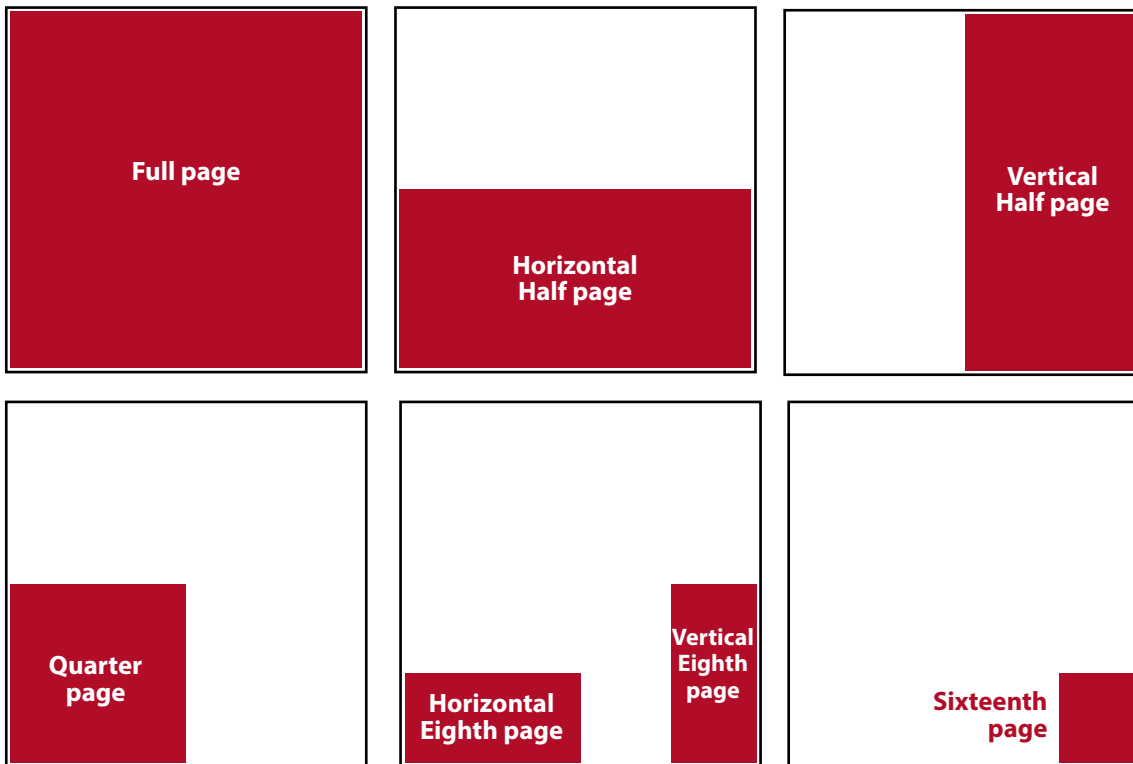 Full page
Horizontal
Half page
Vertical
Half page
Quarter
page
Horizontal
Eighth page
Vertical
Eighth
page
Sixteenth
page